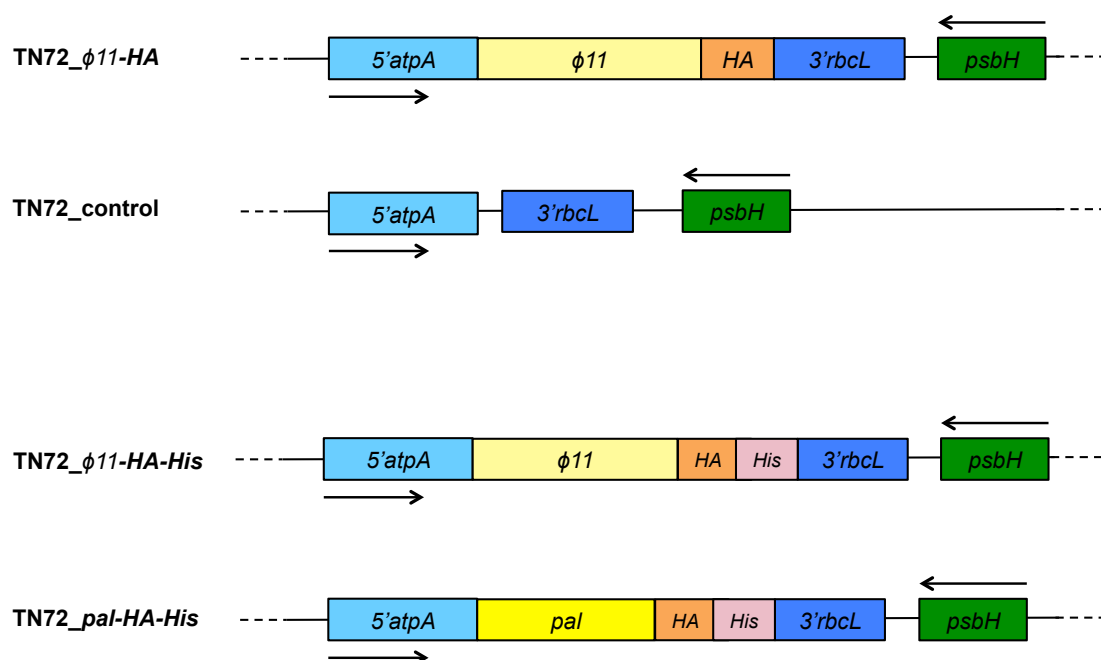 TN72_ϕ11-HA 5'atpA ϕ11 HA 3'rbcL psbH
TN72_control 5'atpA 3'rbcL psbH
TN72_ϕ11-HA-His 5'atpA ϕ11 HA His 3'rbcL psbH
TN72_pal-HA-His 5'atpA pal HA His 3'rbcL psbH